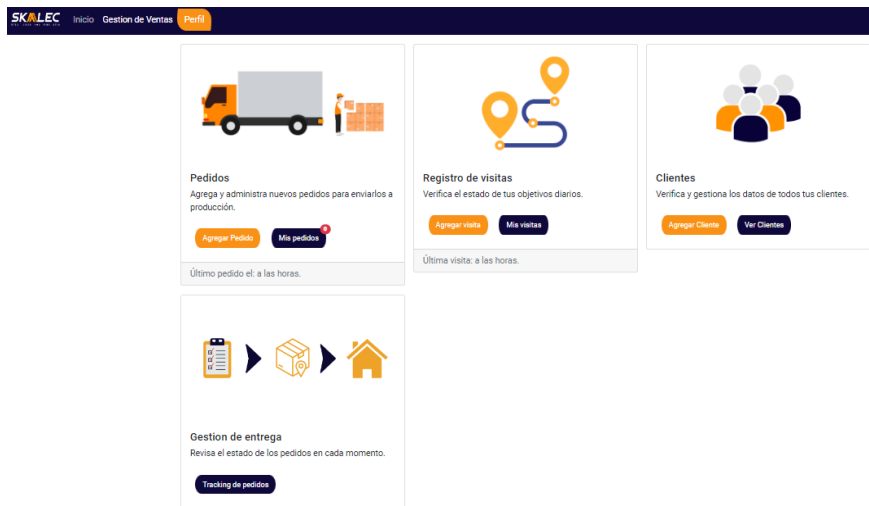 SKALEC
Inicio Gestion de Ventas Perfil
Pedidos
Agrega y administra nuevos pedidos para enviarlos a
producción.
Agregar Pedido Mis pedidos
Último pedido el: a las horas.
Registro de visitas
Verifica el estado de tus objetivos diarios.
Agregar visita Mis visitas
Última visita: a las horas.
Clientes
Verifica y gestiona los datos de todos tus clientes.
Agregar Cliente Ver Clientes
Gestion de entrega
Revisa el estado de los pedidos en cada momento.
Tracking de pedidos